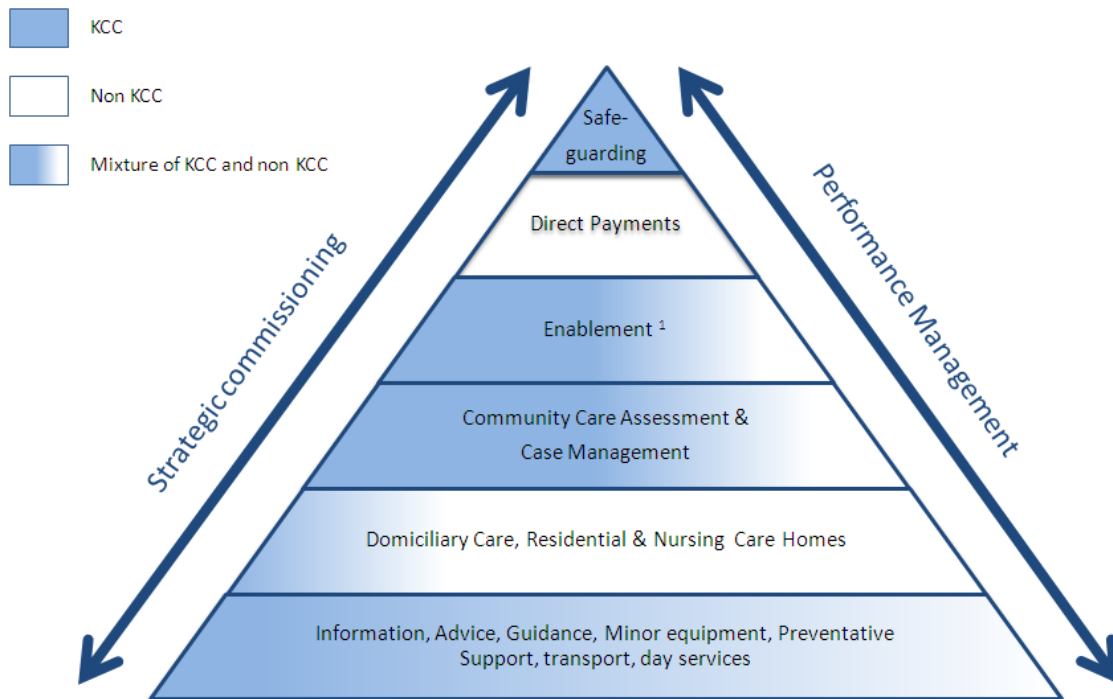 KCC
Non KCC
Mixture of KCC and non KCC
Safe-
guarding
Direct Payments
Enablement ¹
Community Care Assessment &
Case Management
Domiciliary Care, Residential & Nursing Care Homes
Information, Advice, Guidance, Minor equipment, Preventative
Support, transport, day services
Strategic commissioning
Performance Management